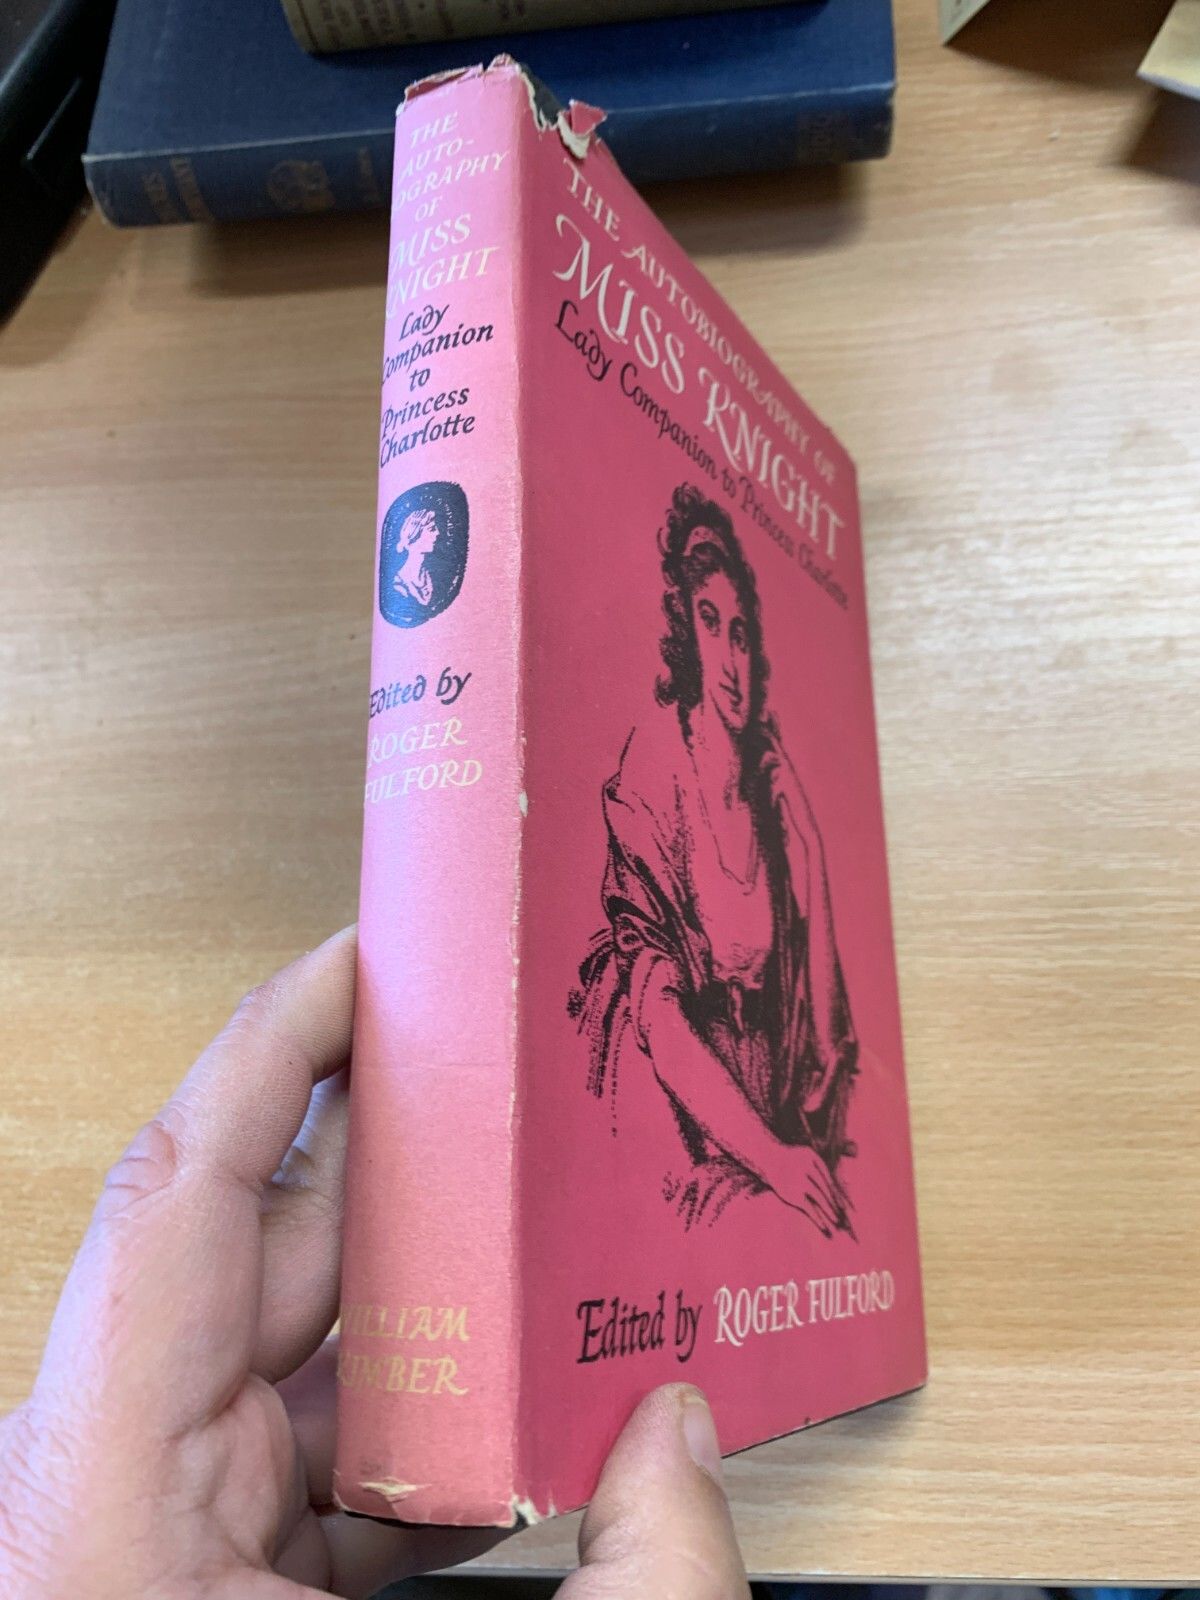 THE
AUTO-
OGRAPHY
OF
MISS
KNIGHT
Lady
Companion
to
Princess
Charlotte
Edited by
ROGER
FULFORD
WILLIAM
KIMBER
THE AUTOBIOGRAPHY OF
MISS KNIGHT
Lady Companion to Princess Charlotte
Edited by ROGER FULFORD